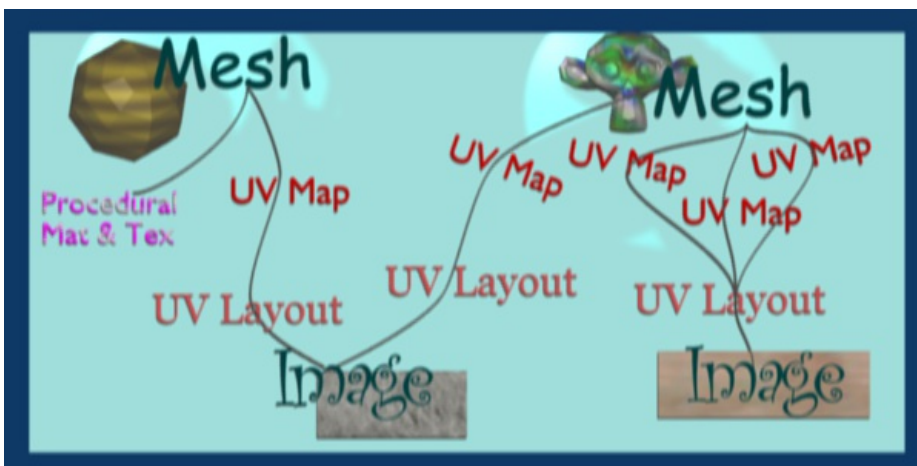 Mesh
Mesh
UV Map
UV Map
UV Map
Procedural
Mat & Tex
UV Map
UV Map
UV Layout
UV Layout
UV Layout
Image
Image